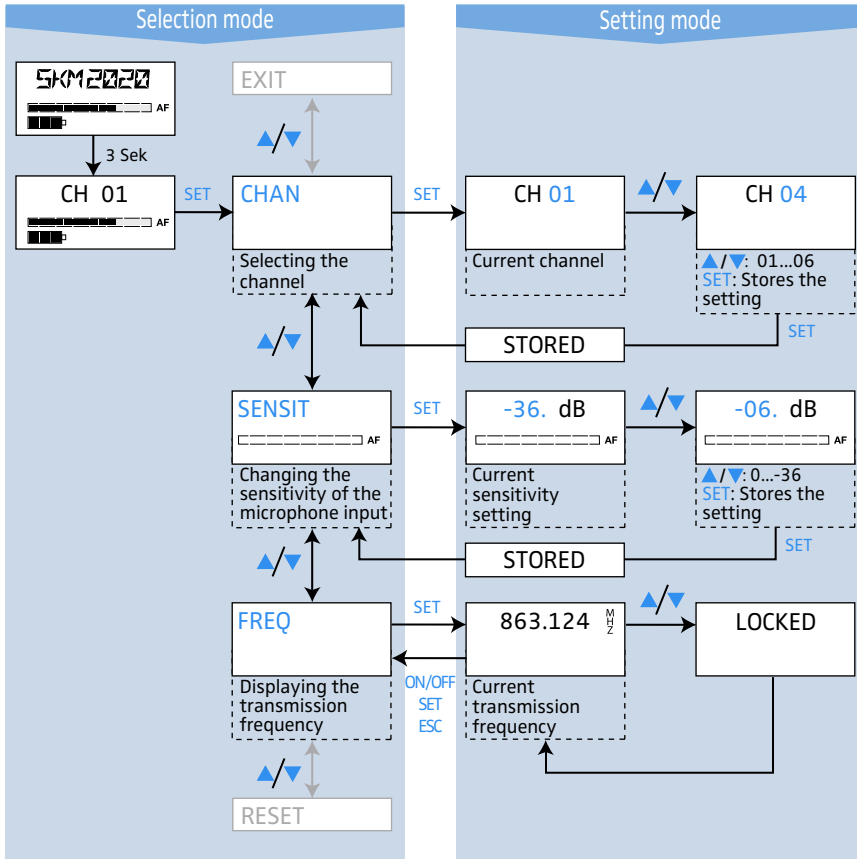 Selection mode
Setting mode
SKM2020
AF
3 Sek
CH 01
AF
SET
EXIT
▲/▼
CHAN
Selecting the
channel
SET
CH 01
Current channel
▲/▼
CH 04
▲/▼: 01...06
SET: Stores the
setting
SET
STORED
▲/▼
SENSIT
AF
Changing the
sensitivity of the
microphone input
SET
-36. dB
AF
Current
sensitivity
setting
▲/▼
-06. dB
AF
▲/▼: 0...-36
SET: Stores the
setting
SET
STORED
▲/▼
FREQ
Displaying the
transmission
frequency
SET
ON/OFF
SET
ESC
863.124 MHZ
Current
transmission
frequency
▲/▼
LOCKED
▲/▼
RESET